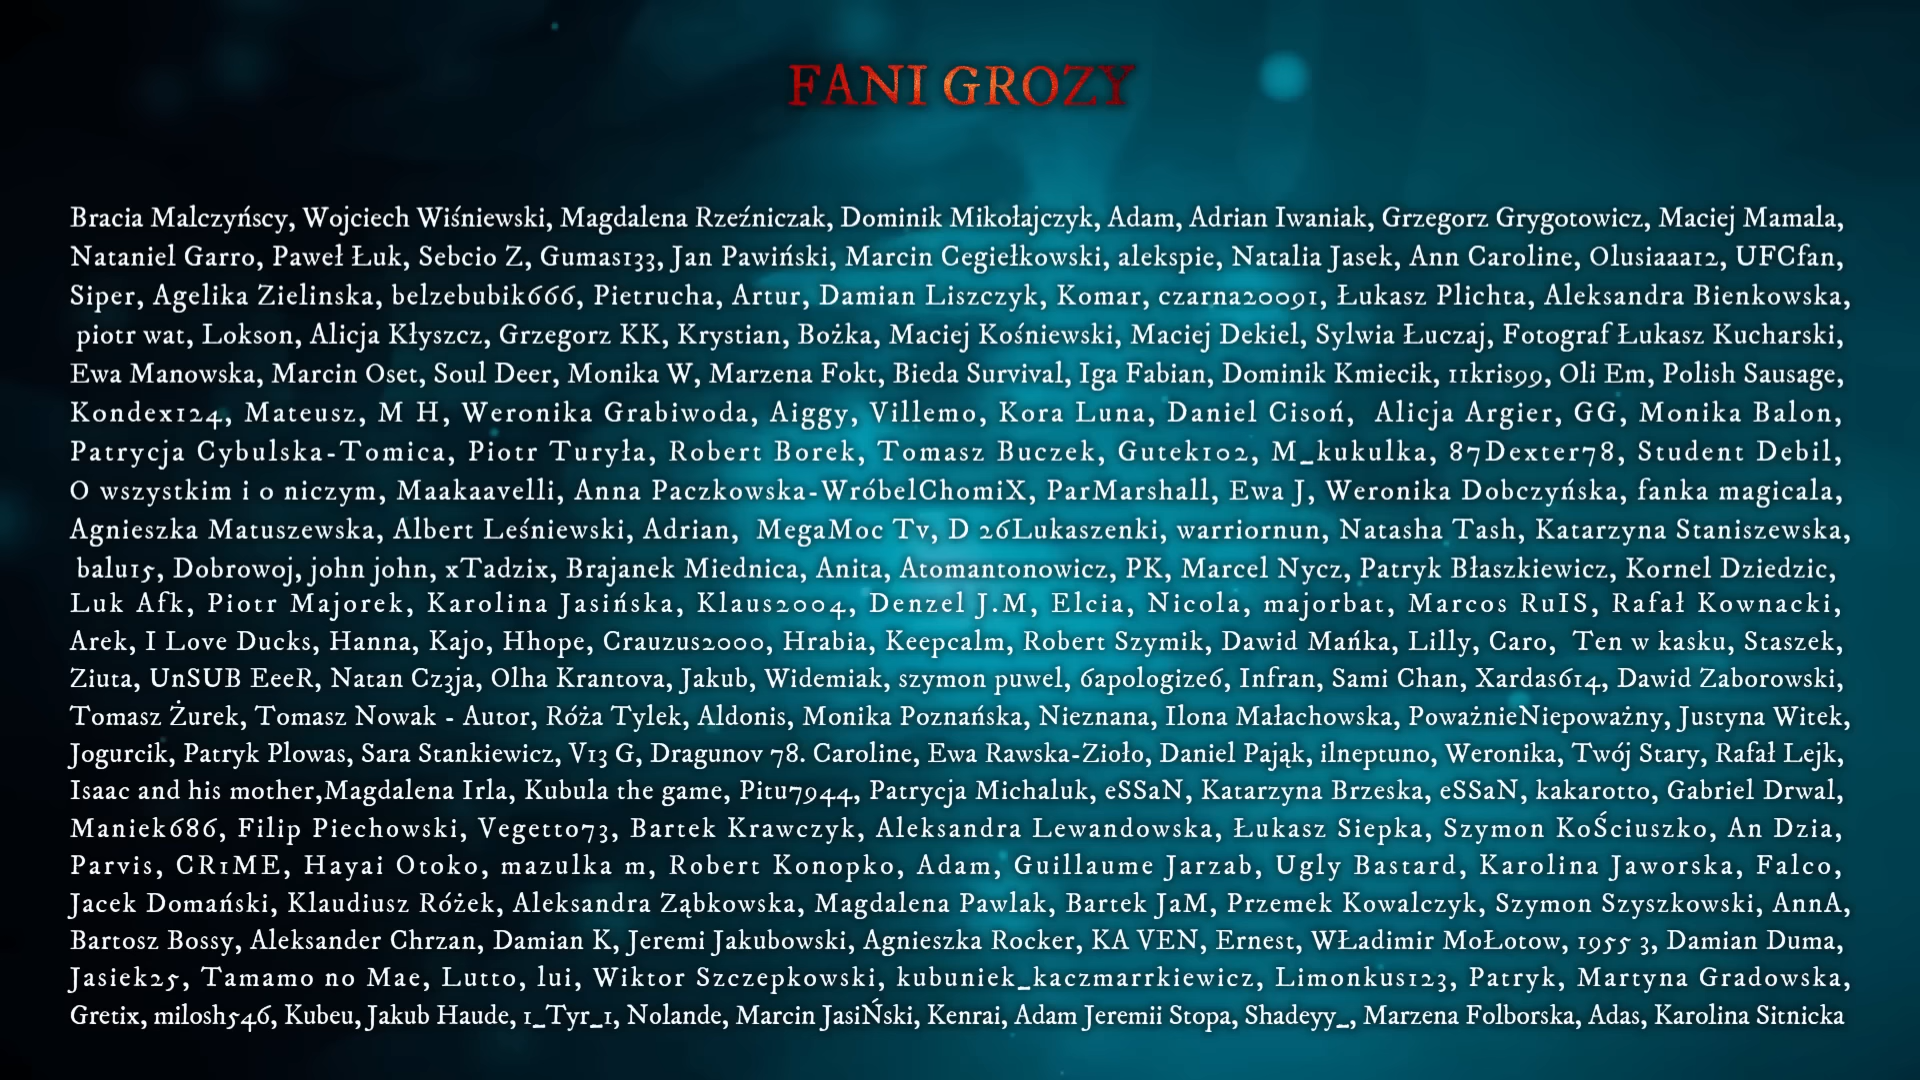 FANI GROZY
Bracia Malczyńscy, Wojciech Wiśniewski, Magdalena Rzeźniczak, Dominik Mikołajczyk, Adam, Adrian Iwaniak, Grzegorz Grygotowicz, Maciej Mamala,
Nataniel Garro, Paweł Łuk, Sebcio Z, Gumas133, Jan Pawiński, Marcin Cegiełkowski, alekspie, Natalia Jasek, Ann Caroline, Olusiaaa12, UFCfan,
Siper, Agelika Zielinska, belzebubik666, Pietrucha, Artur, Damian Liszczyk, Komar, czarna20091, Łukasz Plichta, Aleksandra Bienkowska,
piotr wat, Lokson, Alicja Kłyszcz, Grzegorz KK, Krystian, Bożka, Maciej Kośniewski, Maciej Dekiel, Sylwia Łuczaj, Fotograf Łukasz Kucharski,
Ewa Manowska, Marcin Oset, Soul Deer, Monika W, Marzena Fokt, Bieda Survival, Iga Fabian, Dominik Kmiecik, 11kris99, Oli Em, Polish Sausage,
Kondex124, Mateusz, M H, Weronika Grabiwoda, Aiggy, Villemo, Kora Luna, Daniel Cisoń, Alicja Argier, GG, Monika Balon,
Patrycja Cybulska-Tomica, Piotr Turyła, Robert Borek, Tomasz Buczek, Gutek102, M_kukulka, 87Dexter78, Student Debil,
O wszystkim i o niczym, Maakaavelli, Anna Paczkowska-WróbelChomiX, ParMarshall, Ewa J, Weronika Dobczyńska, fanka magicala,
Agnieszka Matuszewska, Albert Leśniewski, Adrian, MegaMoc Tv, D 26Lukaszenki, warriornun, Natasha Tash, Katarzyna Staniszewska,
balu15, Dobrowoj, john john, xTadzix, Brajanek Miednica, Anita, Atomantonowicz, PK, Marcel Nycz, Patryk Błaszkiewicz, Kornel Dziedzic,
Luk Afk, Piotr Majorek, Karolina Jasińska, Klaus2004, Denzel J.M, Elcia, Nicola, majorbat, Marcos RuIS, Rafał Kownacki,
Arek, I Love Ducks, Hanna, Kajo, Hhope, Crauzus2000, Hrabia, Keepcalm, Robert Szymik, Dawid Mańka, Lilly, Caro, Ten w kasku, Staszek,
Ziuta, UnSUB EeeR, Natan Cz3ja, Olha Krantova, Jakub, Widemiak, szymon puwel, 6apologize6, Infran, Sami Chan, Xardas614, Dawid Zaborowski,
Tomasz Żurek, Tomasz Nowak - Autor, Róża Tylek, Aldonis, Monika Poznańska, Nieznana, Ilona Małachowska, PoważnieNiepoważny, Justyna Witek,
Jogurcik, Patryk Plowas, Sara Stankiewicz, V13 G, Dragunov 78. Caroline, Ewa Rawska-Zioło, Daniel Pająk, ilneptuno, Weronika, Twój Stary, Rafał Lejk,
Isaac and his mother,Magdalena Irla, Kubula the game, Pitu7944, Patrycja Michaluk, eSSaN, Katarzyna Brzeska, eSSaN, kakarotto, Gabriel Drwal,
Maniek686, Filip Piechowski, Vegetto73, Bartek Krawczyk, Aleksandra Lewandowska, Łukasz Siepka, Szymon KoŚciuszko, An Dzia,
Parvis, CR1ME, Hayai Otoko, mazulka m, Robert Konopko, Adam, Guillaume Jarzab, Ugly Bastard, Karolina Jaworska, Falco,
Jacek Domański, Klaudiusz Różek, Aleksandra Ząbkowska, Magdalena Pawlak, Bartek JaM, Przemek Kowalczyk, Szymon Szyszkowski, AnnA,
Bartosz Bossy, Aleksander Chrzan, Damian K, Jeremi Jakubowski, Agnieszka Rocker, KA VEN, Ernest, WŁadimir MoŁotow, 1955 3, Damian Duma,
Jasiek25, Tamamo no Mae, Lutto, lui, Wiktor Szczepkowski, kubuniek_kaczmarrkiewicz, Limonkus123, Patryk, Martyna Gradowska,
Gretix, milosh546, Kubeu, Jakub Haude, 1_Tyr_1, Nolande, Marcin JasiŃski, Kenrai, Adam Jeremii Stopa, Shadeyy_, Marzena Folborska, Adas, Karolina Sitnicka